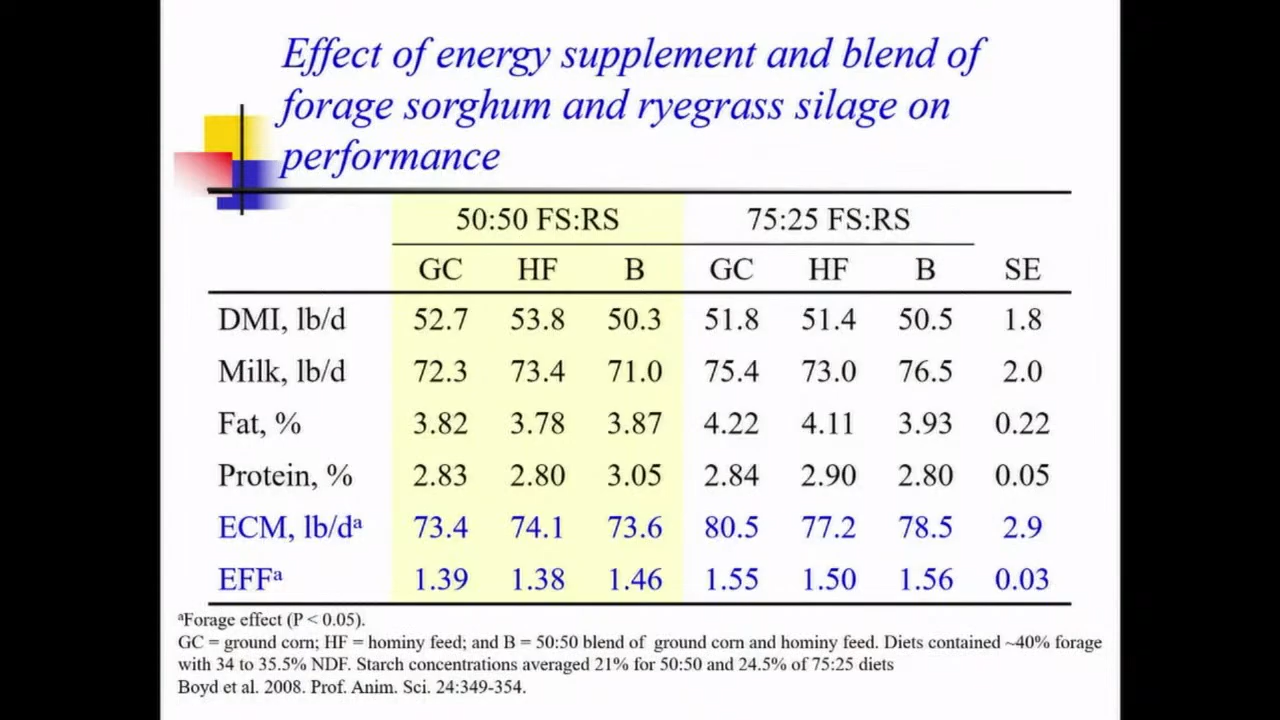 Effect of energy supplement and blend of
forage sorghum and ryegrass silage on
performance
50:50 FS:RS 75:25 FS:RS
GC HF B GC HF B SE
DMI, lb/d 52.7 53.8 50.3 51.8 51.4 50.5 1.8
Milk, lb/d 72.3 73.4 71.0 75.4 73.0 76.5 2.0
Fat, % 3.82 3.78 3.87 4.22 4.11 3.93 0.22
Protein, % 2.83 2.80 3.05 2.84 2.90 2.80 0.05
ECM, lb/dᵃ 73.4 74.1 73.6 80.5 77.2 78.5 2.9
EFFᵃ 1.39 1.38 1.46 1.55 1.50 1.56 0.03
ᵃForage effect (P < 0.05).
GC = ground corn; HF = hominy feed; and B = 50:50 blend of ground corn and hominy feed. Diets contained ~40% forage
with 34 to 35.5% NDF. Starch concentrations averaged 21% for 50:50 and 24.5% of 75:25 diets
Boyd et al. 2008. Prof. Anim. Sci. 24:349-354.